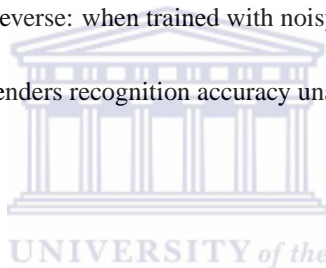 everse: when trained with noisy
enders recognition accuracy una
UNIVERSITY of the